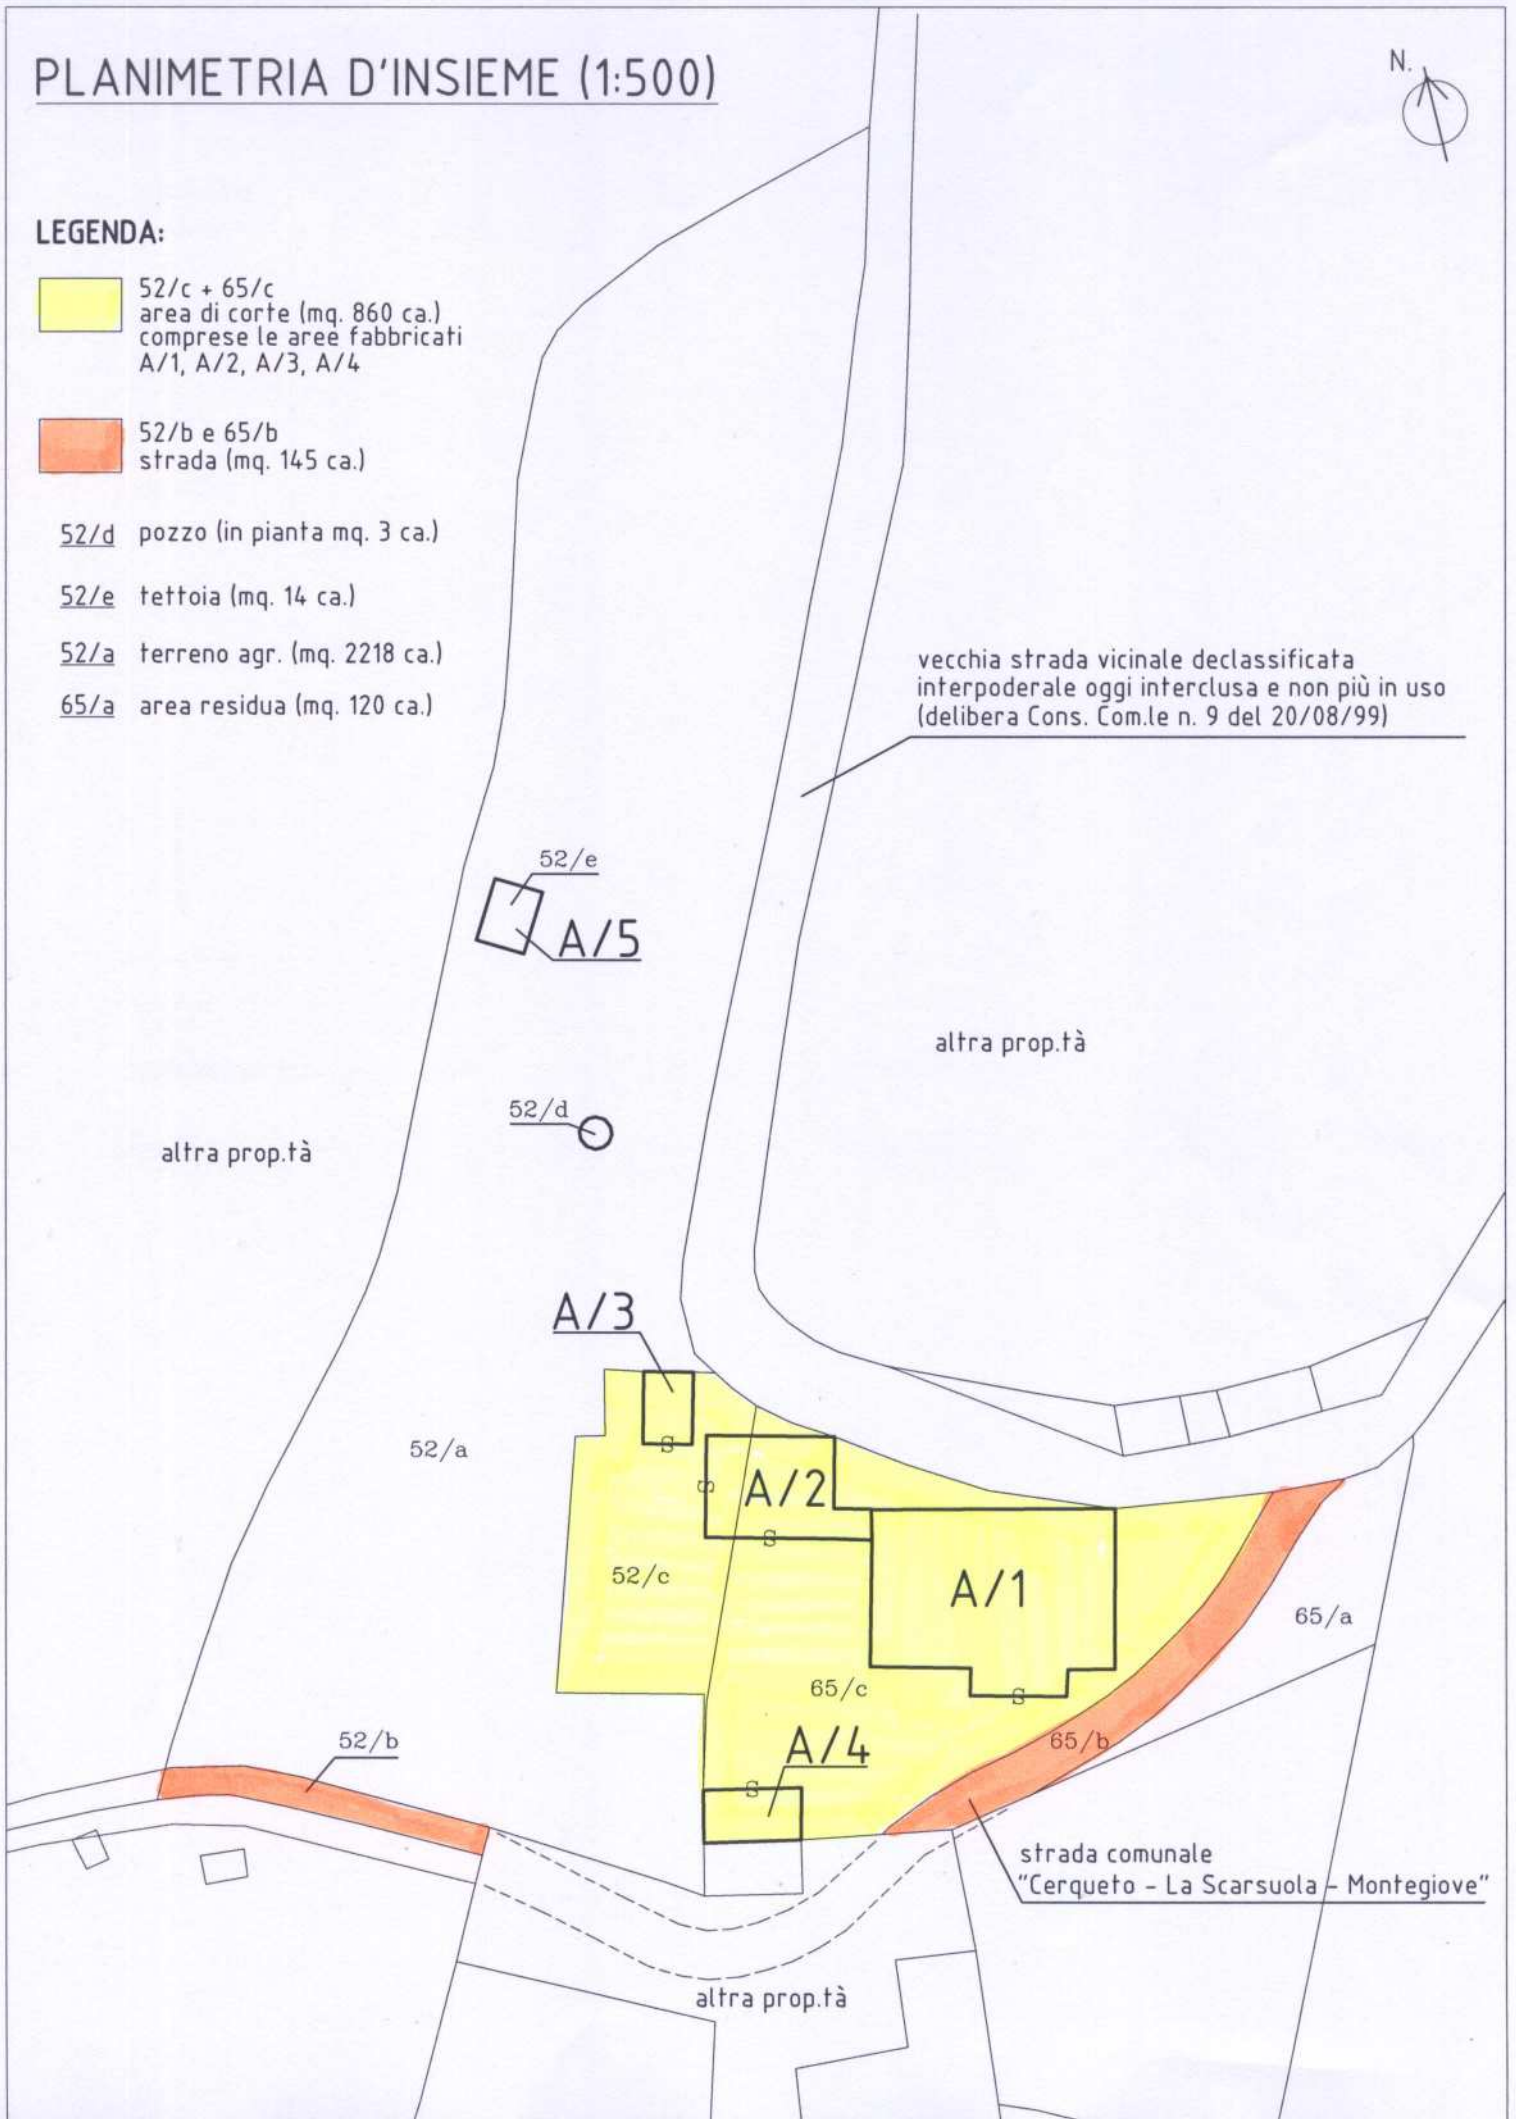 PLANIMETRIA D'INSIEME (1:500)
N.
LEGENDA:
52/c + 65/c
area di corte (mq. 860 ca.)
comprese le aree fabbricati
A/1, A/2, A/3, A/4
52/b e 65/b
strada (mq. 145 ca.)
52/d pozzo (in pianta mq. 3 ca.)
52/e tettoia (mq. 14 ca.)
52/a terreno agr. (mq. 2218 ca.)
65/a area residua (mq. 120 ca.)
vecchia strada vicinale declassificata
interpoderale oggi interclusa e non più in uso
(delibera Cons. Com.le n. 9 del 20/08/99)
52/e
A/5
altra prop.tà
52/d
altra prop.tà
A/3
52/a
S
A/2
S
S
52/c
A/1
65/a
65/c
S
52/b
65/b
A/4
S
strada comunale
"Cerqueto - La Scarsuola - Montegiove"
altra prop.tà